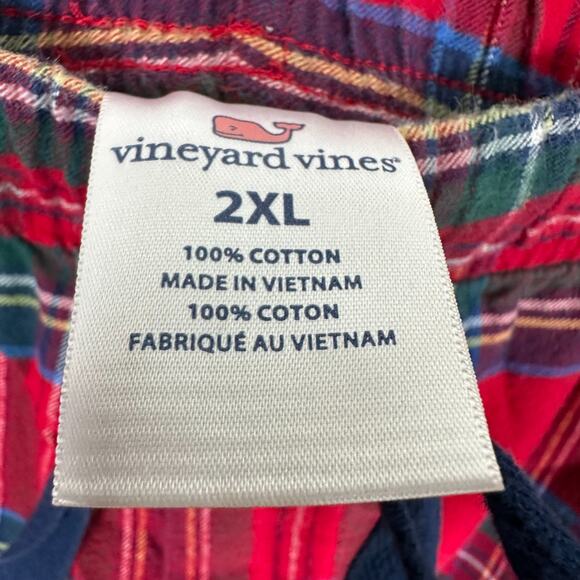 vineyard vines®
2XL
100% COTTON
MADE IN VIETNAM
100% COTON
FABRIQUÉ AU VIETNAM